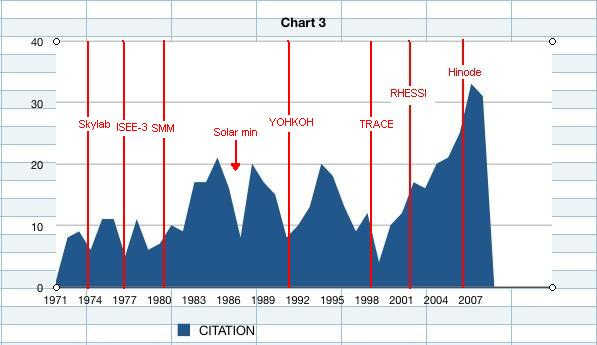 Chart 3
40
30
20
10
0
Skylab
ISEE-3
SMM
Solar min
YOHKOH
TRACE
RHESSI
Hinode
1971 1974 1977 1980 1983 1986 1989 1992 1995 1998 2001 2004 2007
CITATION